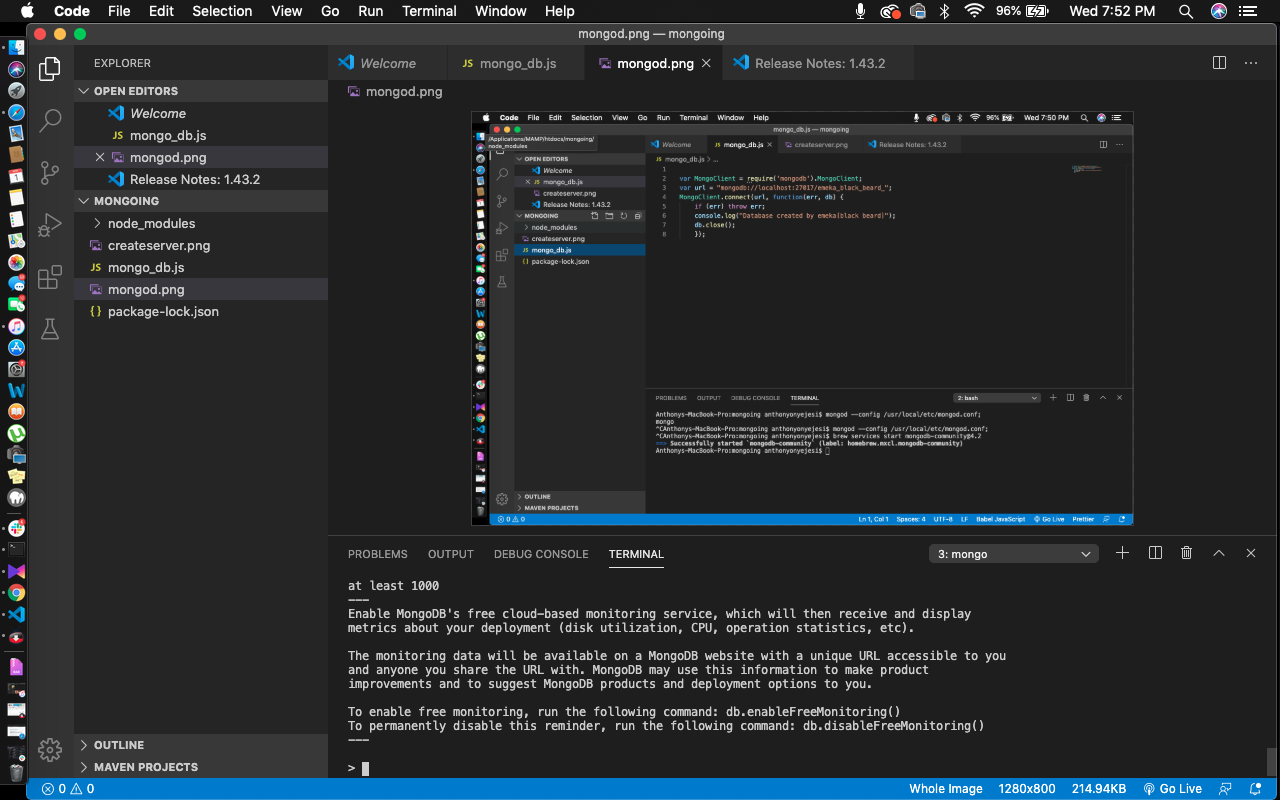 Code File Edit Selection View Go Run Terminal Window Help 96% Wed 7:52 PM
mongod.png — mongoing
EXPLORER
OPEN EDITORS
Welcome
JS mongo_db.js
mongod.png
Release Notes: 1.43.2
MONGOING
node_modules
createserver.png
JS mongo_db.js
mongod.png
{} package-lock.json
OUTLINE
MAVEN PROJECTS
Welcome JS mongo_db.js mongod.png Release Notes: 1.43.2
mongod.png
Code File Edit Selection View Go Run Terminal Window Help 96% Wed 7:50 PM
mongo_db.js — mongoing
/Applications/MAMP/htdocs/mongoing/
node_modules
OPEN EDITORS
Welcome
JS mongo_db.js
createserver.png
Release Notes: 1.43.2
MONGOING
node_modules
createserver.png
JS mongo_db.js
{} package-lock.json
OUTLINE
MAVEN PROJECTS
Welcome JS mongo_db.js createserver.png Release Notes: 1.43.2
JS mongo_db.js > ...
1
2 var MongoClient = require('mongodb').MongoClient;
3 var url = "mongodb://localhost:27017/emeka_black_beard_";
4 MongoClient.connect(url, function(err, db) {
5 if (err) throw err;
6 console.log("Database created by emeka(black beard)");
7 db.close();
8 });
PROBLEMS OUTPUT DEBUG CONSOLE TERMINAL 2: bash
Anthonys-MacBook-Pro:mongoing anthonyonyejesi$ mongod --config /usr/local/etc/mongod.conf;
mongo
^CAnthonys-MacBook-Pro:mongoing anthonyonyejesi$ mongod --config /usr/local/etc/mongod.conf;
^CAnthonys-MacBook-Pro:mongoing anthonyonyejesi$ brew services start mongodb-community@4.2
==> Successfully started `mongodb-community` (label: homebrew.mxcl.mongodb-community)
Anthonys-MacBook-Pro:mongoing anthonyonyejesi$
0 0 Ln 1, Col 1 Spaces: 4 UTF-8 LF Babel JavaScript Go Live Prettier
PROBLEMS OUTPUT DEBUG CONSOLE TERMINAL 3: mongo
at least 1000
---
Enable MongoDB's free cloud-based monitoring service, which will then receive and display
metrics about your deployment (disk utilization, CPU, operation statistics, etc).
The monitoring data will be available on a MongoDB website with a unique URL accessible to you
and anyone you share the URL with. MongoDB may use this information to make product
improvements and to suggest MongoDB products and deployment options to you.
To enable free monitoring, run the following command: db.enableFreeMonitoring()
To permanently disable this reminder, run the following command: db.disableFreeMonitoring()
---
>
0 0 Whole Image 1280x800 214.94KB Go Live